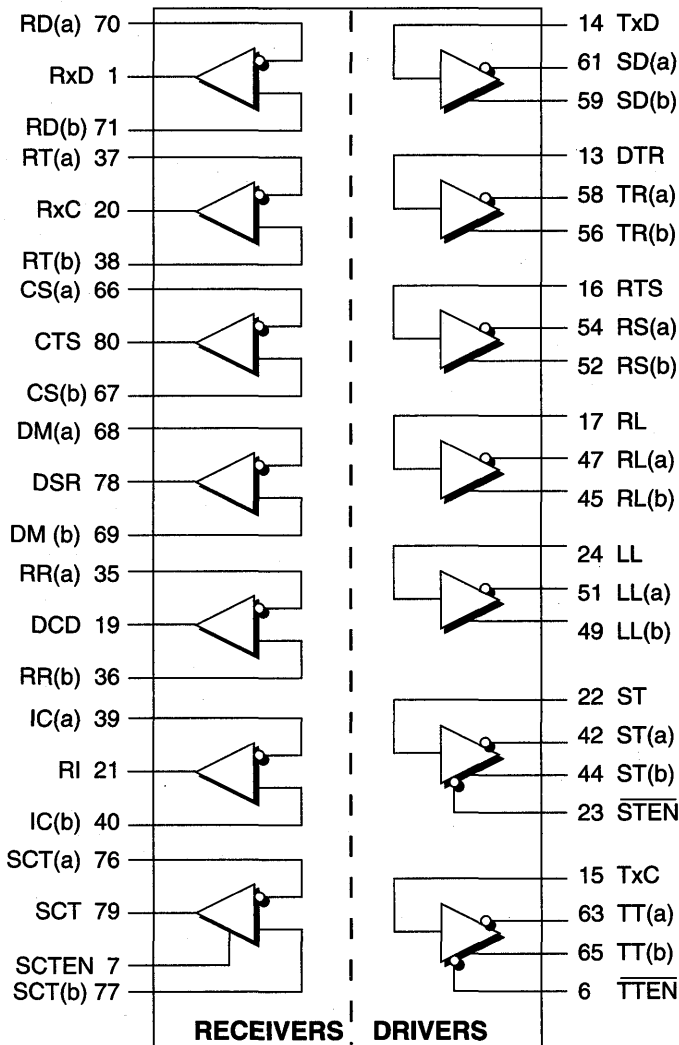 RD(a) 70
RxD 1
RD(b) 71
RT(a) 37
RxC 20
RT(b) 38
CS(a) 66
CTS 80
CS(b) 67
DM(a) 68
DSR 78
DM (b) 69
RR(a) 35
DCD 19
RR(b) 36
IC(a) 39
RI 21
IC(b) 40
SCT(a) 76
SCT 79
SCTEN 7
SCT(b) 77
RECEIVERS
14 TxD
61 SD(a)
59 SD(b)
13 DTR
58 TR(a)
56 TR(b)
16 RTS
54 RS(a)
52 RS(b)
17 RL
47 RL(a)
45 RL(b)
24 LL
51 LL(a)
49 LL(b)
22 ST
42 ST(a)
44 ST(b)
23 S̅T̅E̅N̅
15 TxC
63 TT(a)
65 TT(b)
6 T̅T̅E̅N̅
DRIVERS